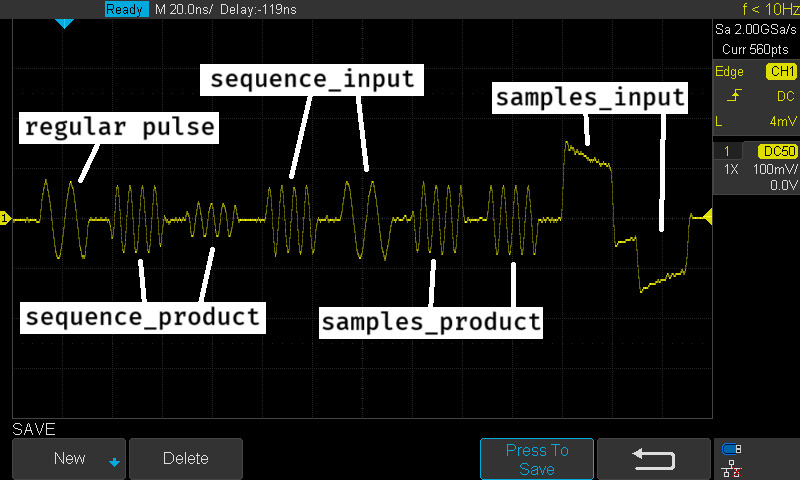 Ready M 20.0ns/ Delay:-119ns
f < 10Hz
Sa 2.00GSa/s
Curr 560pts
Edge CH1
DC
L 4mV
1 DC50
1X 100mV/
0.0V
sequence_input
samples_input
regular pulse
1
sequence_product
samples_product
SAVE
New
Delete
Press To
Save